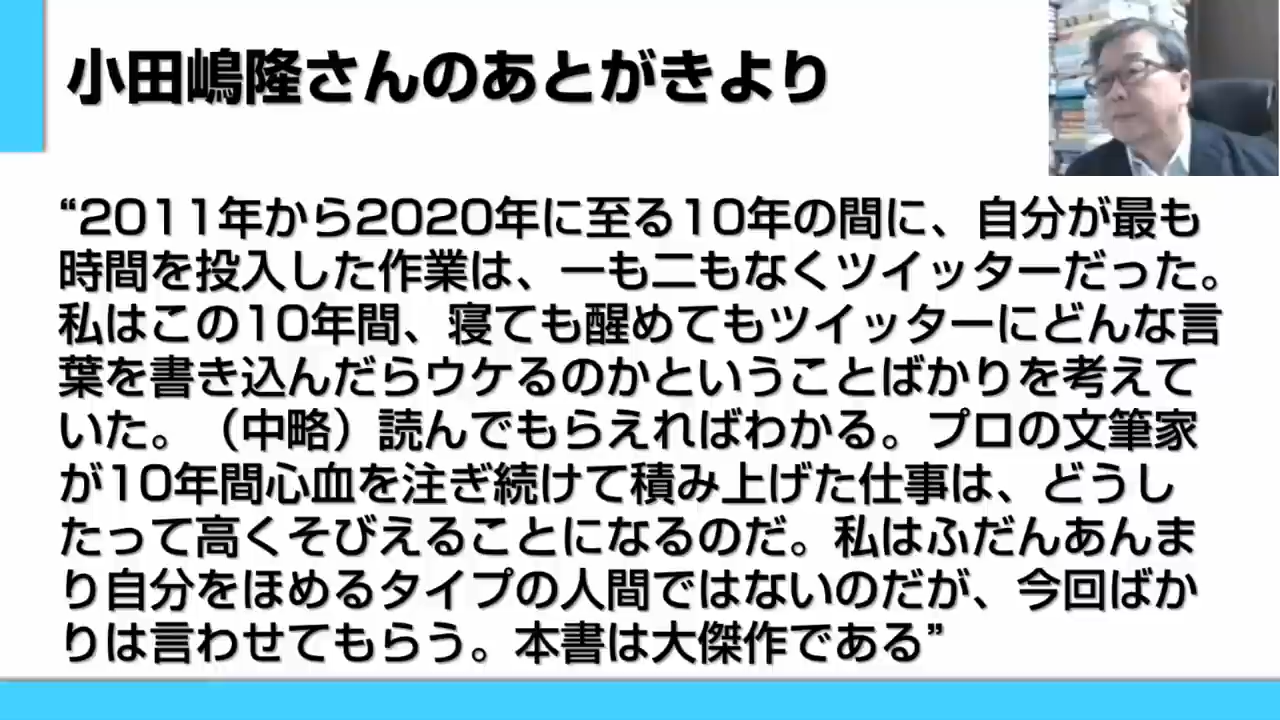 小田嶋隆さんのあとがきより
“2011年から2020年に至る10年の間に、自分が最も
時間を投入した作業は、一も二もなくツイッターだった。
私はこの10年間、寝ても醒めてもツイッターにどんな言
葉を書き込んだらウケるのかということばかりを考えて
いた。（中略）読んでもらえればわかる。プロの文筆家
が10年間心血を注ぎ続けて積み上げた仕事は、どうし
たって高くそびえることになるのだ。私はふだんあんま
り自分をほめるタイプの人間ではないのだが、今回ばか
りは言わせてもらう。本書は大傑作である”